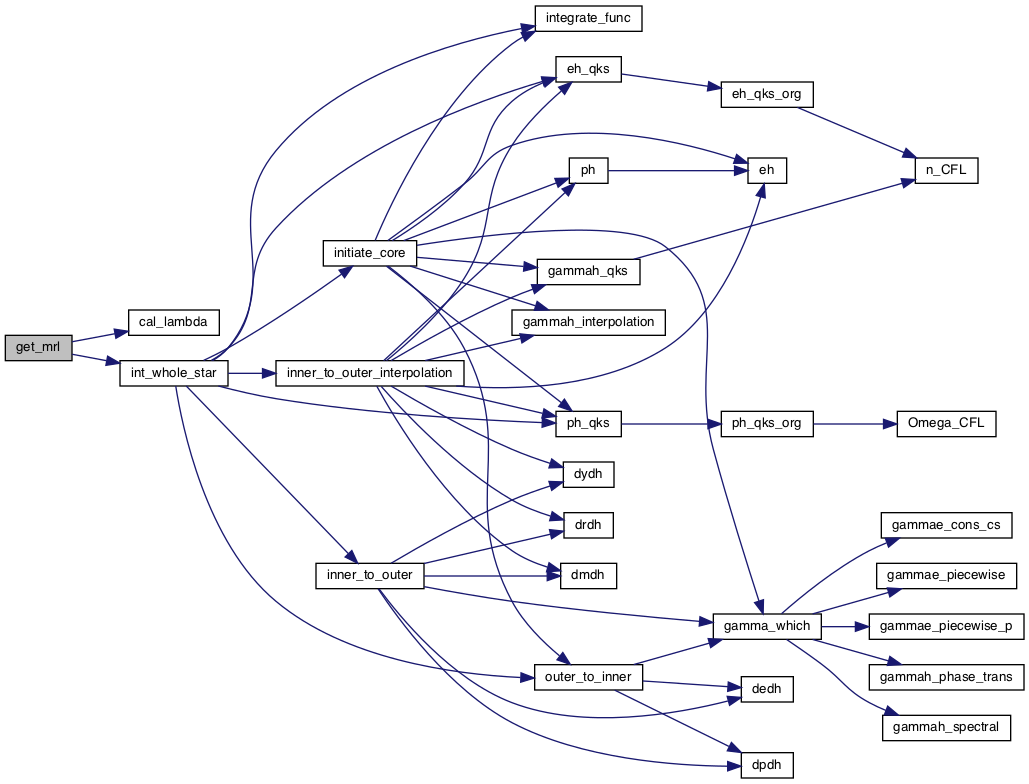 integrate_func
eh_qks
eh_qks_org
ph
eh
n_CFL
initiate_core
gammah_qks
cal_lambda
gammah_interpolation
get_mrl
int_whole_star
inner_to_outer_interpolation
ph_qks
ph_qks_org
Omega_CFL
dydh
drdh
gammae_cons_cs
inner_to_outer
dmdh
gammae_piecewise
gamma_which
gammae_piecewise_p
outer_to_inner
dedh
gammah_phase_trans
gammah_spectral
dpdh